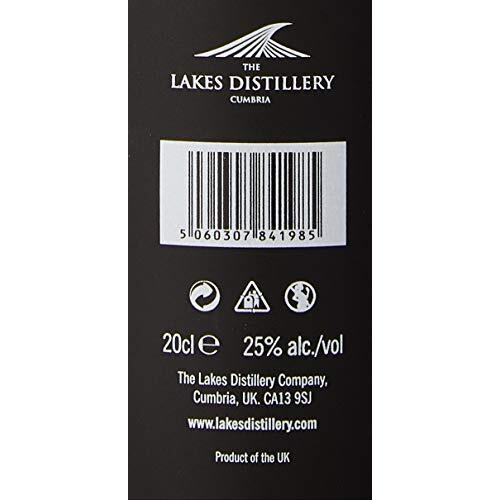 THE
LAKES DISTILLERY
CUMBRIA
5 060307 841985
20cl e 25% alc./vol
The Lakes Distillery Company,
Cumbria, UK. CA13 9SJ
www.lakesdistillery.com
Product of the UK